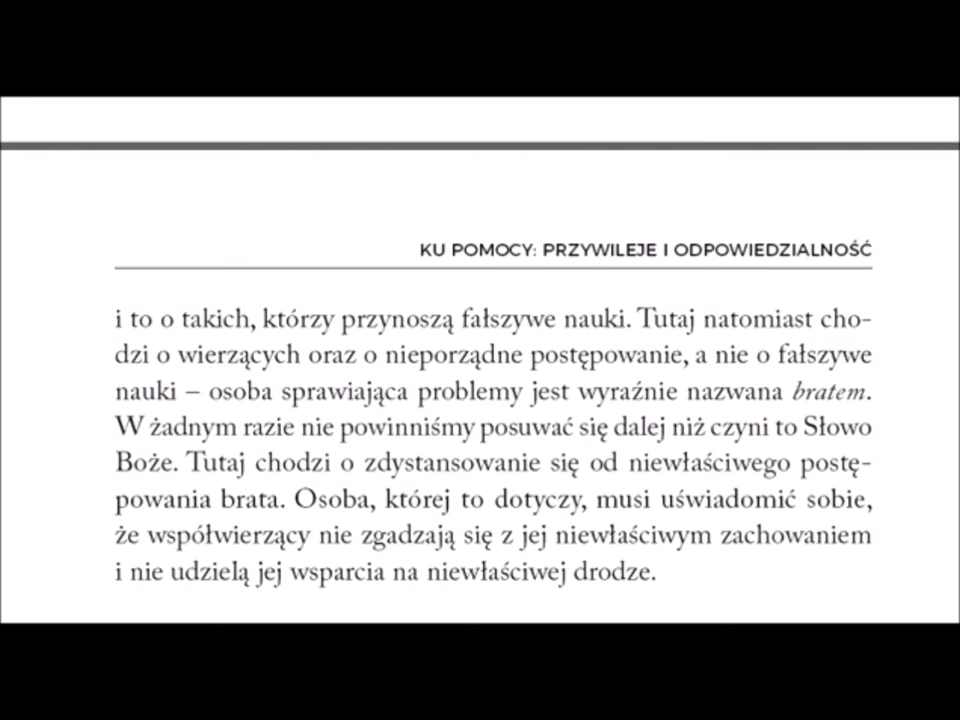 KU POMOCY: PRZYWILEJE I ODPOWIEDZIALNOŚĆ
i to o takich, którzy przynoszą fałszywe nauki. Tutaj natomiast cho-
dzi o wierzących oraz o nieporządne postępowanie, a nie o fałszywe
nauki – osoba sprawiająca problemy jest wyraźnie nazwana bratem.
W żadnym razie nie powinniśmy posuwać się dalej niż czyni to Słowo
Boże. Tutaj chodzi o zdystansowanie się od niewłaściwego postę-
powania brata. Osoba, której to dotyczy, musi uświadomić sobie,
że współwierzący nie zgadzają się z jej niewłaściwym zachowaniem
i nie udzielą jej wsparcia na niewłaściwej drodze.